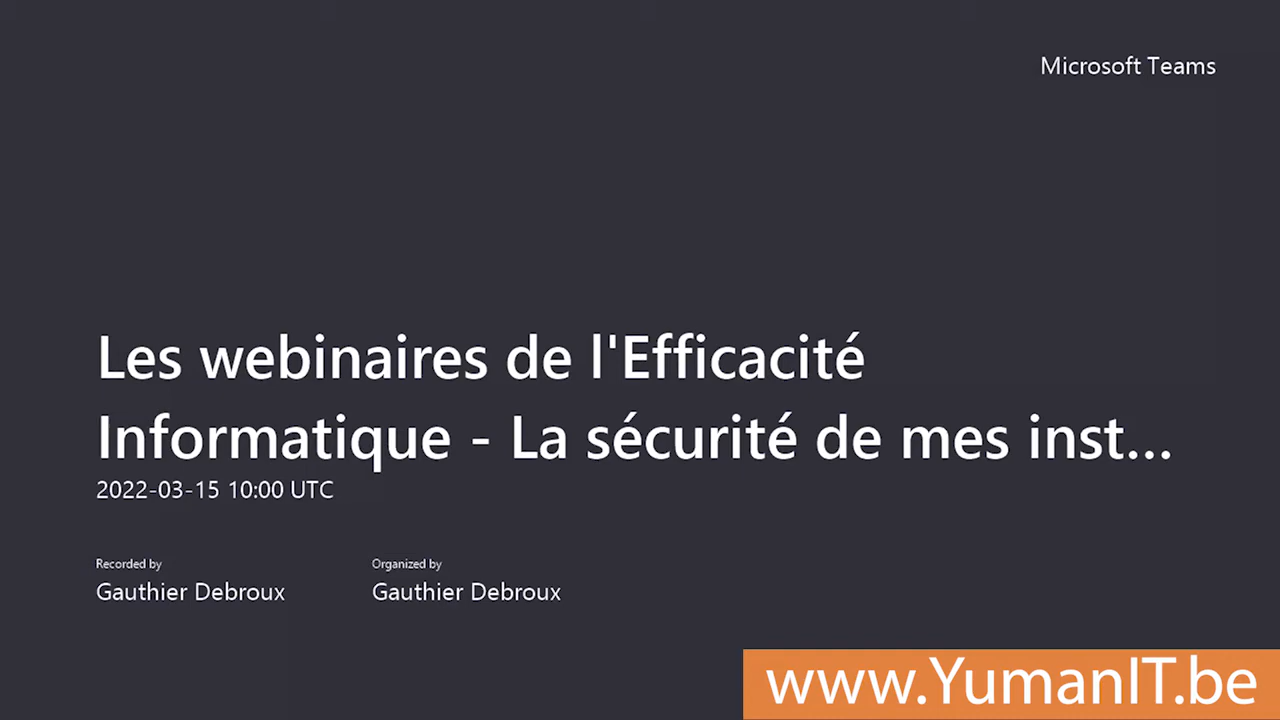 Microsoft Teams
Les webinaires de l'Efficacité
Informatique - La sécurité de mes inst...
2022-03-15 10:00 UTC
Recorded by
Organized by
Gauthier Debroux
Gauthier Debroux
www.YumanIT.be